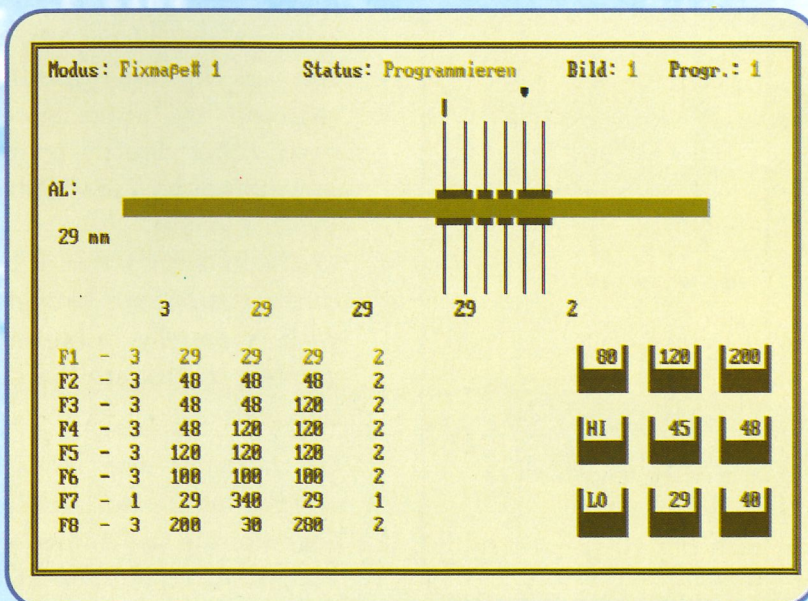 Modus: Fixmaße# 1 Status: Programmieren Bild: 1 Progr.: 1
AL:
29 mm
3 29 29 29 2
F1 - 3 29 29 29 2
F2 - 3 48 48 48 2
F3 - 3 48 48 120 2
F4 - 3 48 120 120 2
F5 - 3 120 120 120 2
F6 - 3 100 100 100 2
F7 - 1 29 340 29 1
F8 - 3 200 30 280 2
80 120 200
HI 45 48
LO 29 40